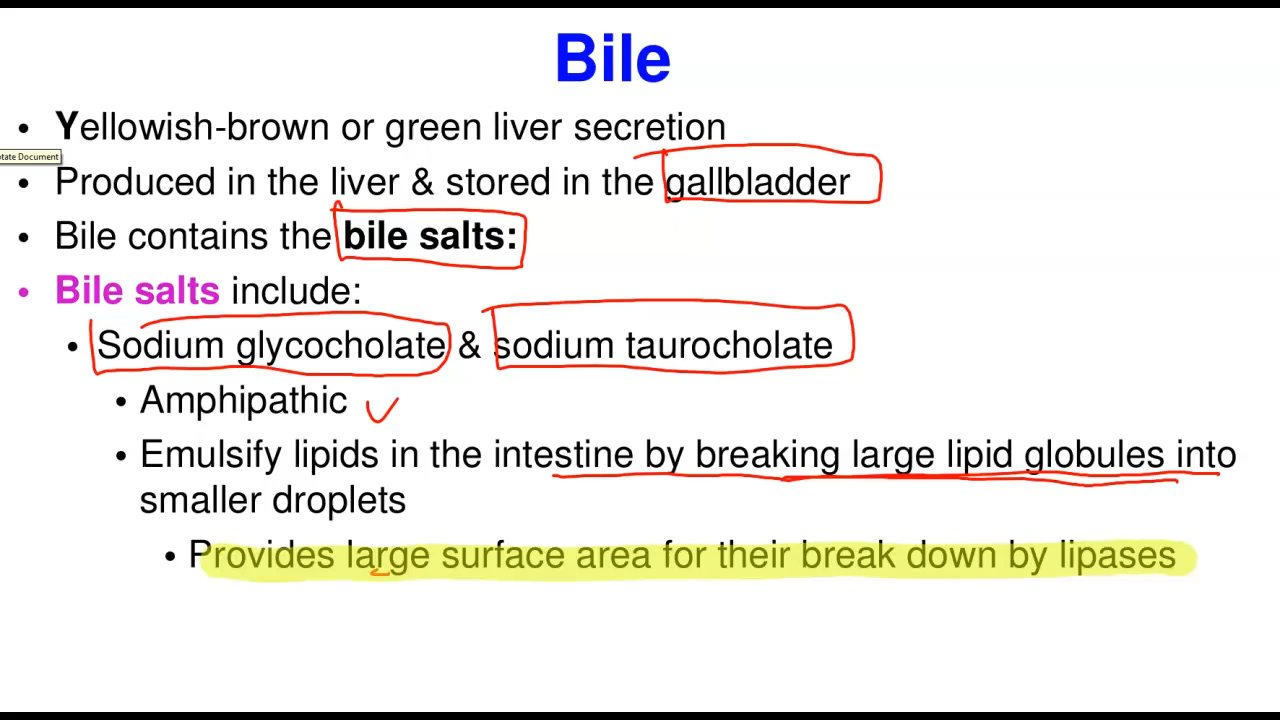 Bile
• Yellowish-brown or green liver secretion
otate Document
• Produced in the liver & stored in the gallbladder
• Bile contains the bile salts:
• Bile salts include:
• Sodium glycocholate & sodium taurocholate
• Amphipathic
• Emulsify lipids in the intestine by breaking large lipid globules into
smaller droplets
• Provides large surface area for their break down by lipases